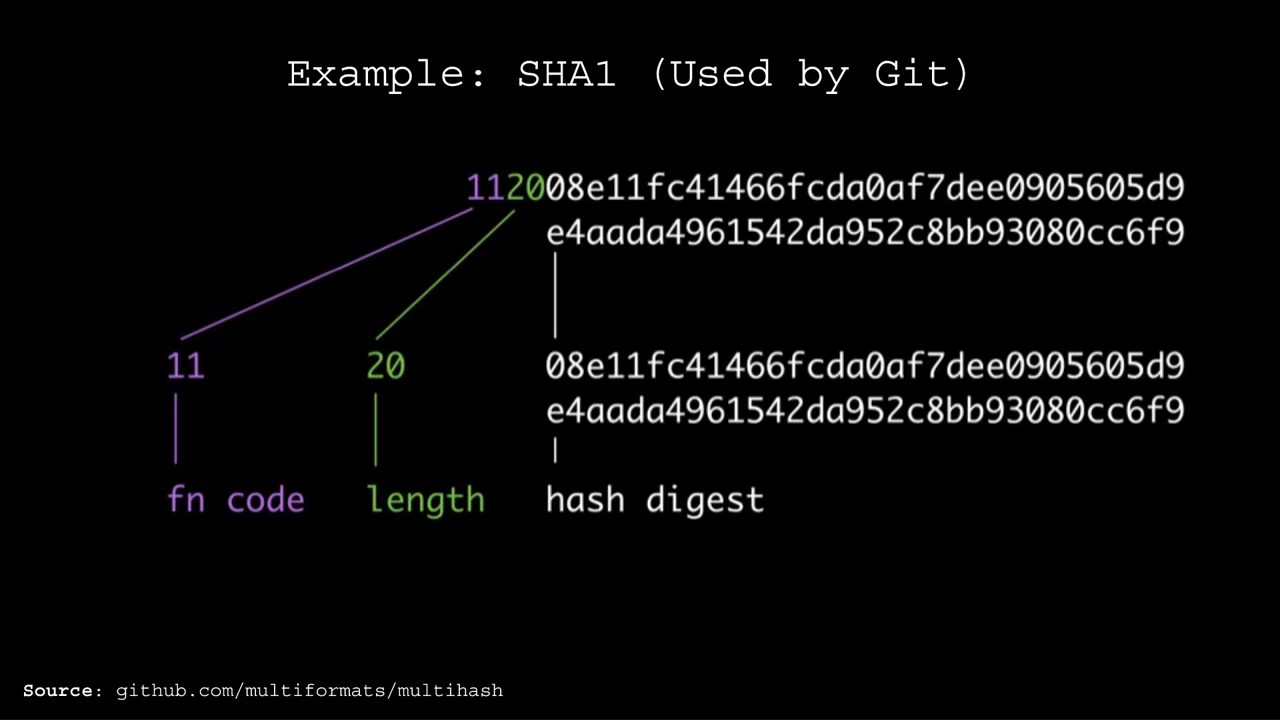 Example: SHA1 (Used by Git)
112008e11fc41466fcda0af7dee0905605d9
e4aada4961542da952c8bb93080cc6f9
11 20 08e11fc41466fcda0af7dee0905605d9
e4aada4961542da952c8bb93080cc6f9
fn code length hash digest
Source: github.com/multiformats/multihash